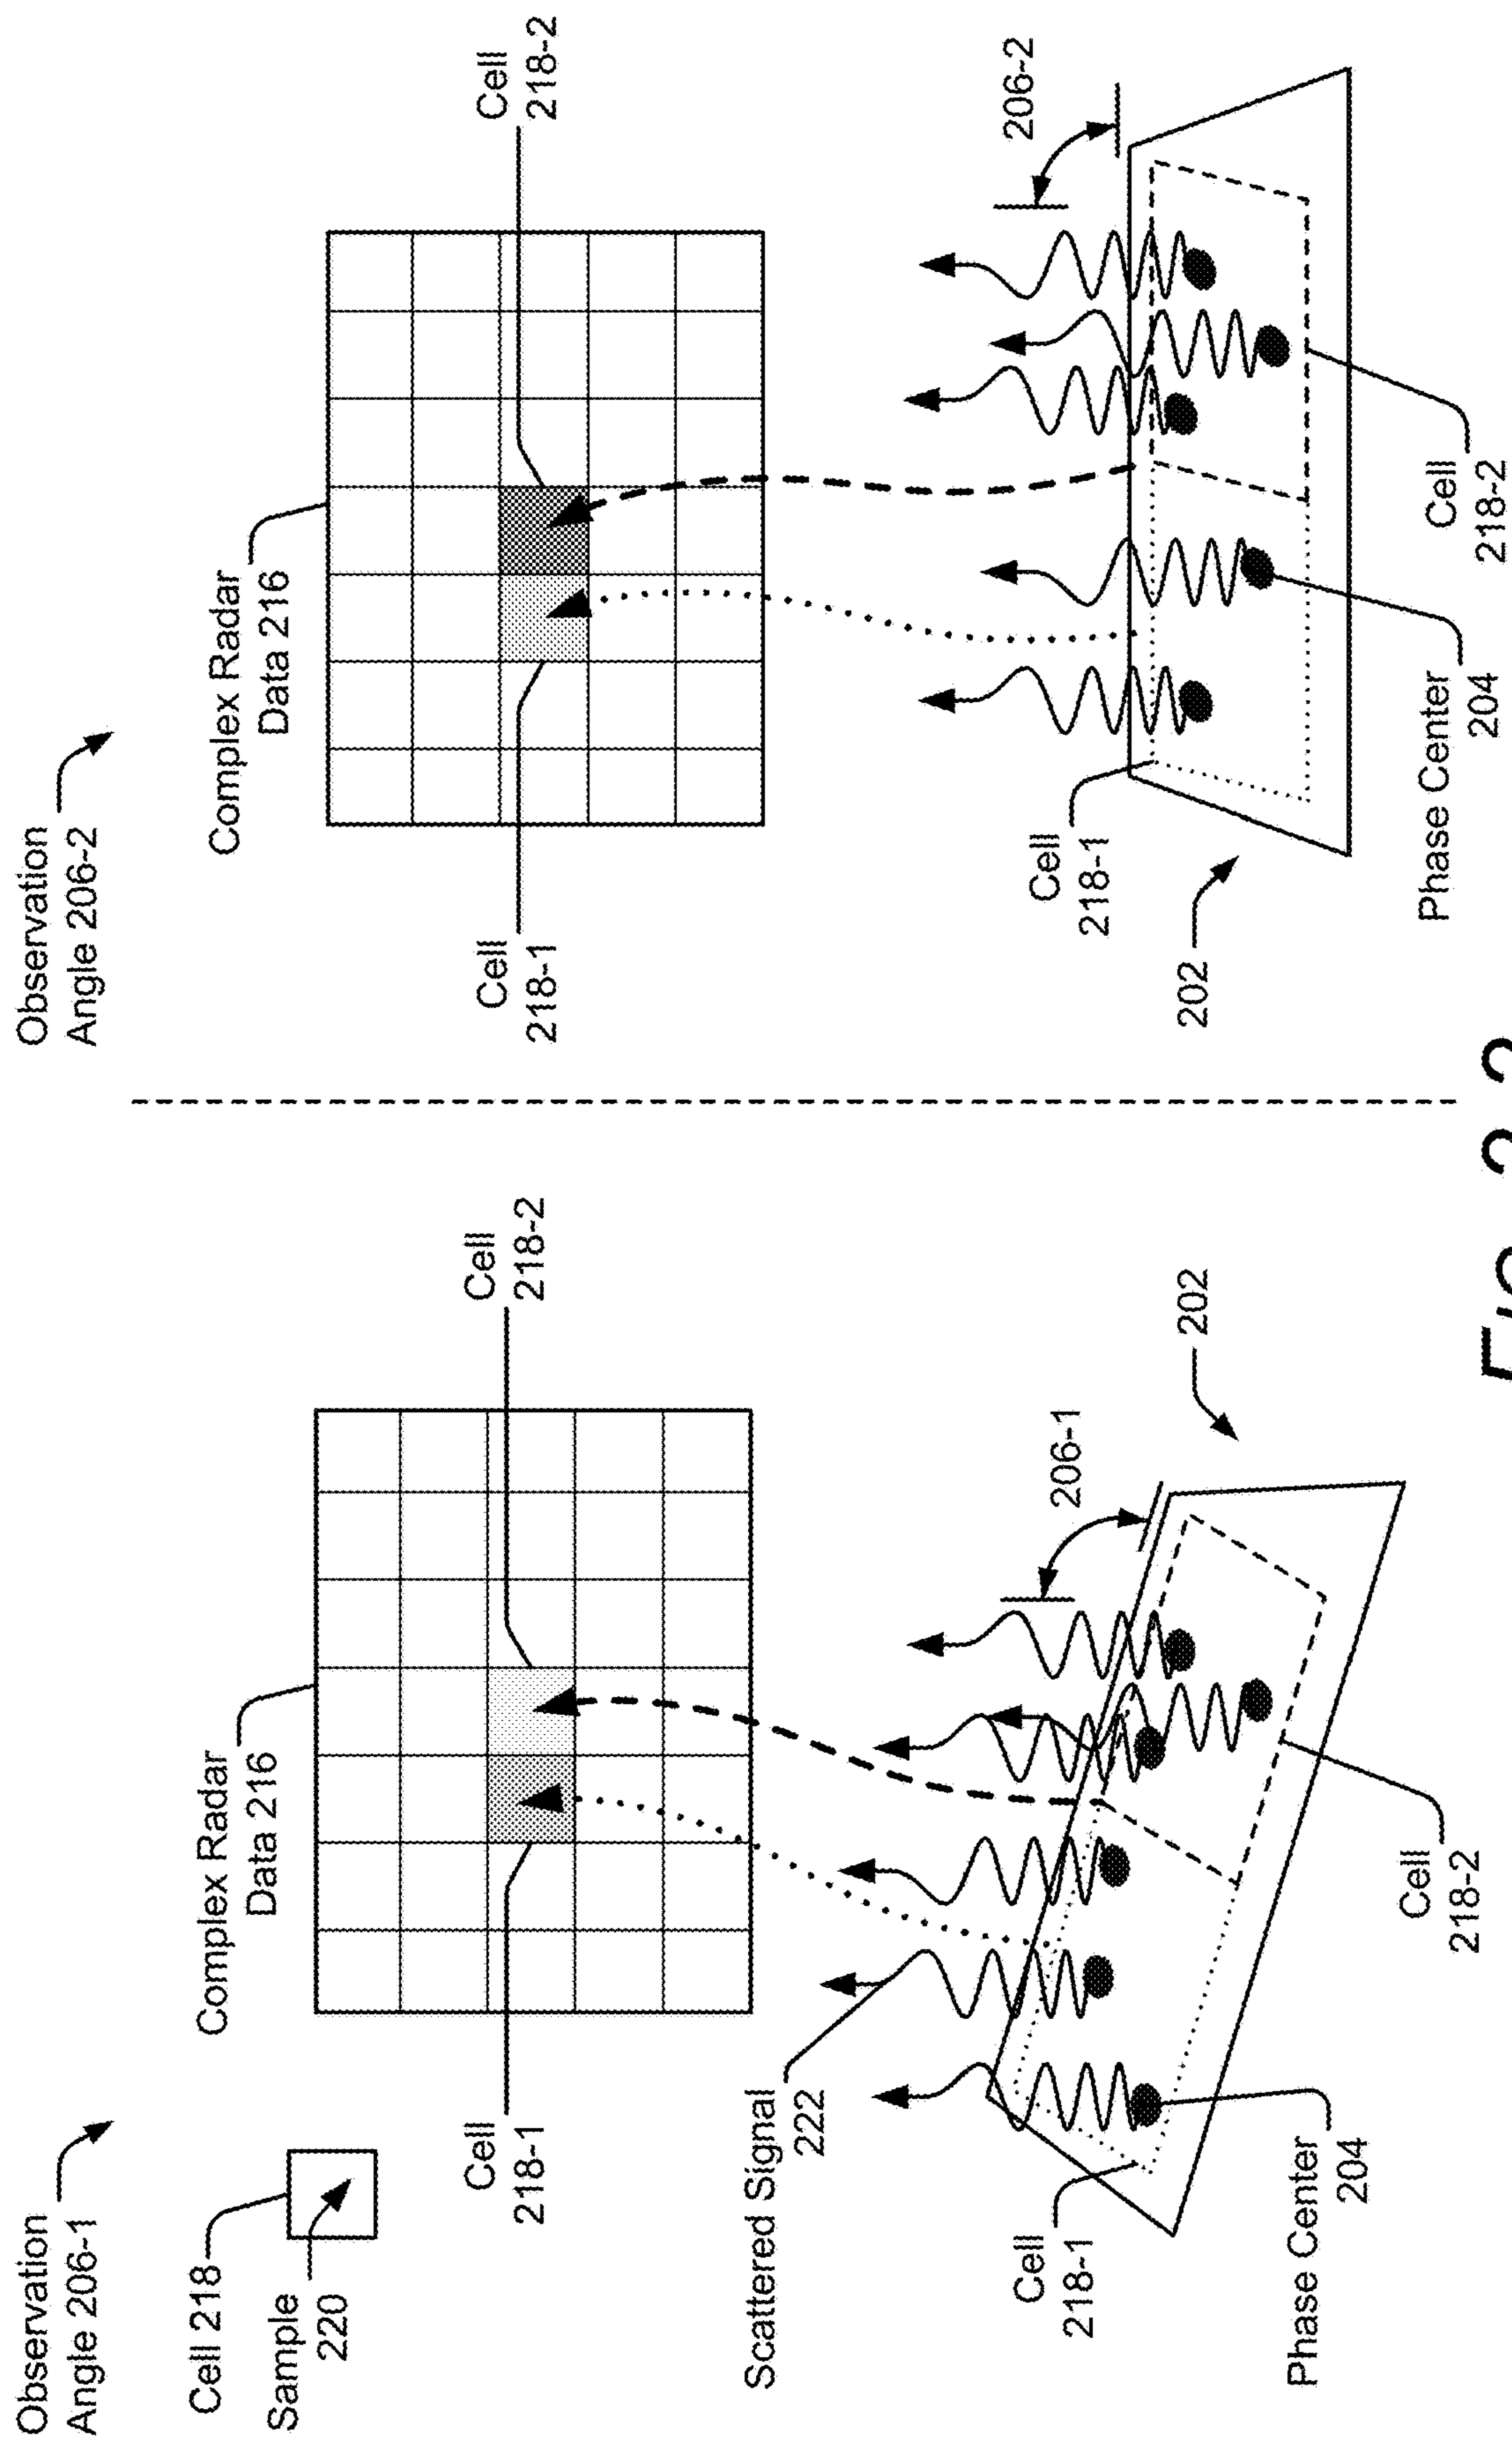 Observation
Angle 206-1
Cell 218
Sample
220
Complex Radar
Data 216
Cell
218-1
Cell
218-2
Scattered Signal
222
206-1
202
Cell
218-1
Phase Center
204
Cell
218-2
Observation
Angle 206-2
Complex Radar
Data 216
Cell
218-1
Cell
218-2
206-2
Cell
218-1
202
Phase Center
204
Cell
218-2